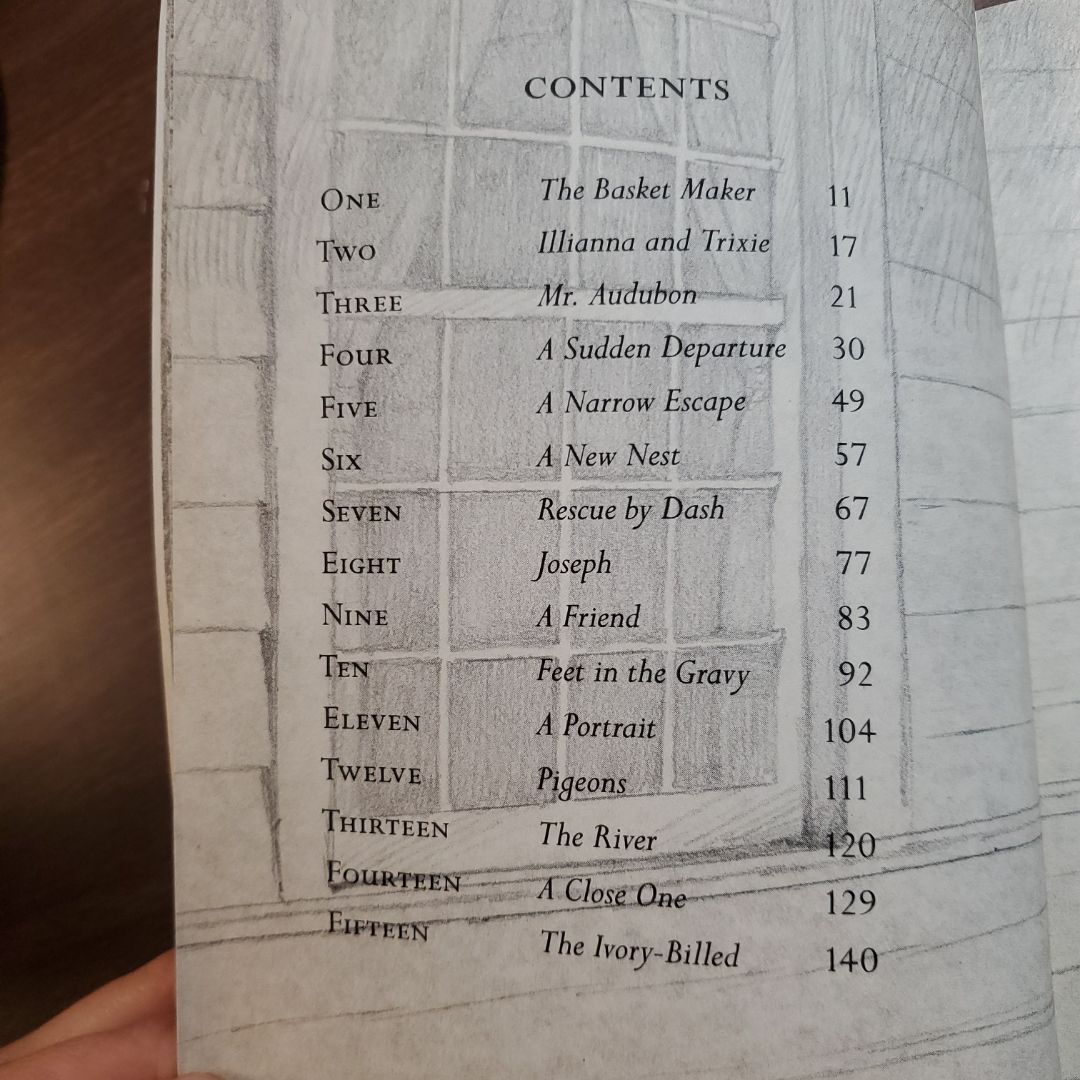 CONTENTS
ONE The Basket Maker 11
TWO Illianna and Trixie 17
THREE Mr. Audubon 21
FOUR A Sudden Departure 30
FIVE A Narrow Escape 49
SIX A New Nest 57
SEVEN Rescue by Dash 67
EIGHT Joseph 77
NINE A Friend 83
TEN Feet in the Gravy 92
ELEVEN A Portrait 104
TWELVE Pigeons 111
THIRTEEN The River 120
FOURTEEN A Close One 129
FIFTEEN The Ivory-Billed 140